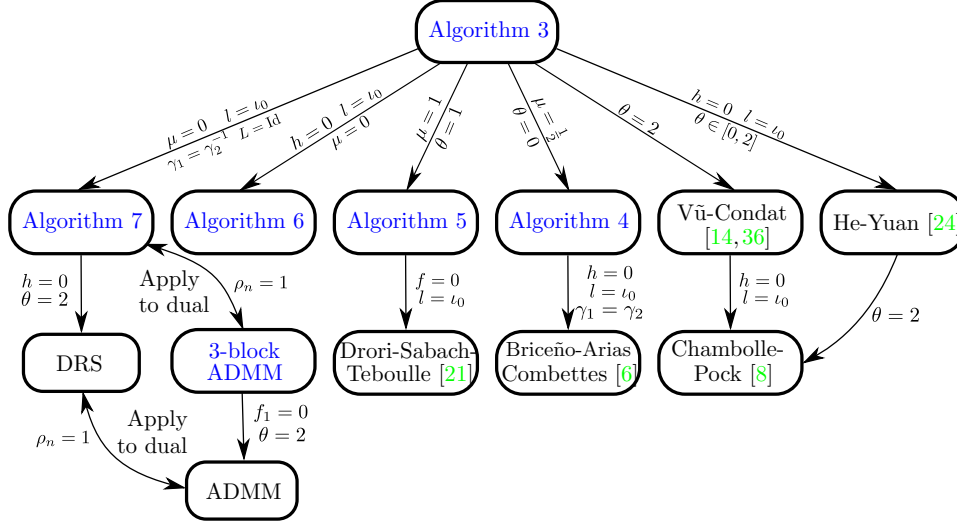 Algorithm 3
μ = 0 l = ι₀
γ₁ = γ₂⁻¹ L = Id
h = 0 l = ι₀
μ = 0
μ = 1
θ = 1
μ = 1/2
θ = 0
θ = 2
h = 0 l = ι₀
θ ∈ [0, 2]
Algorithm 7
Algorithm 6
Algorithm 5
Algorithm 4
Vũ-Condat
[14, 36]
He-Yuan [24]
h = 0
θ = 2
Apply
to dual
ρₙ = 1
f = 0
l = ι₀
h = 0
l = ι₀
γ₁ = γ₂
h = 0
l = ι₀
θ = 2
DRS
3-block
ADMM
Drori-Sabach-
Teboulle [21]
Briceño-Arias
Combettes [6]
Chambolle-
Pock [8]
ρₙ = 1
Apply
to dual
f₁ = 0
θ = 2
ADMM